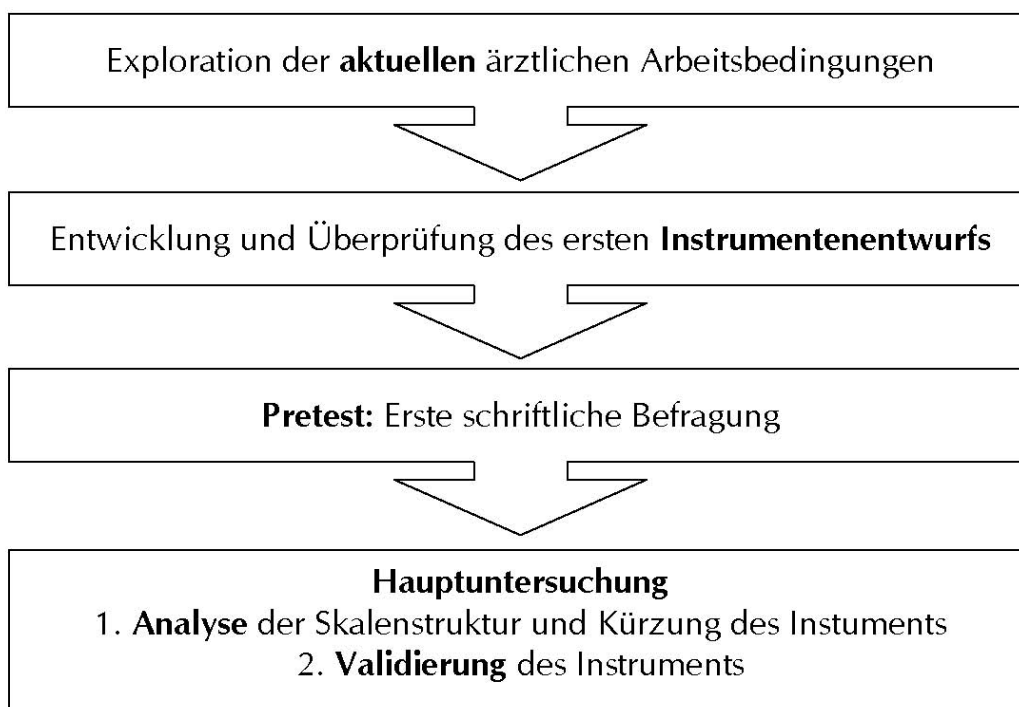 Exploration der aktuellen ärztlichen Arbeitsbedingungen
Entwicklung und Überprüfung des ersten Instrumentenentwurfs
Pretest: Erste schriftliche Befragung
Hauptuntersuchung
1. Analyse der Skalenstruktur und Kürzung des Instuments
2. Validierung des Instruments